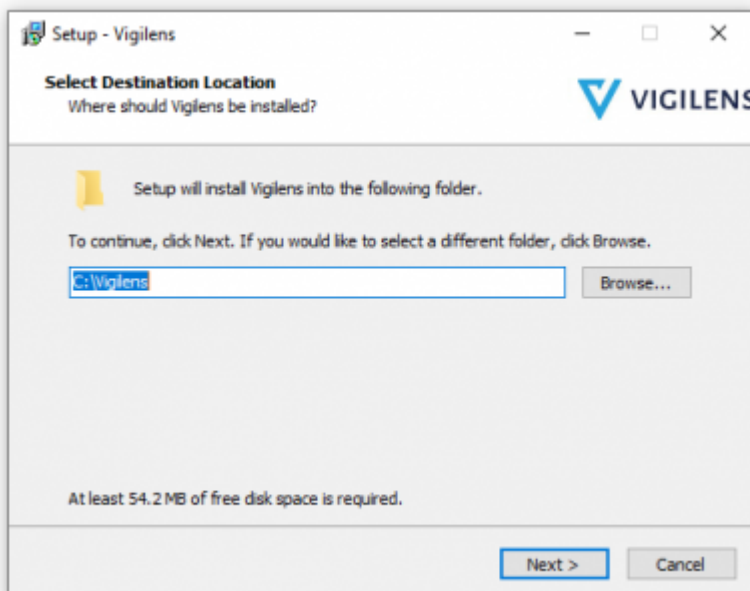 Setup - Vigilens
Select Destination Location
Where should Vigilens be installed?
VIGILENS
Setup will install Vigilens into the following folder.
To continue, click Next. If you would like to select a different folder, click Browse.
C:\Vigilens
Browse...
At least 54.2 MB of free disk space is required.
Next >
Cancel